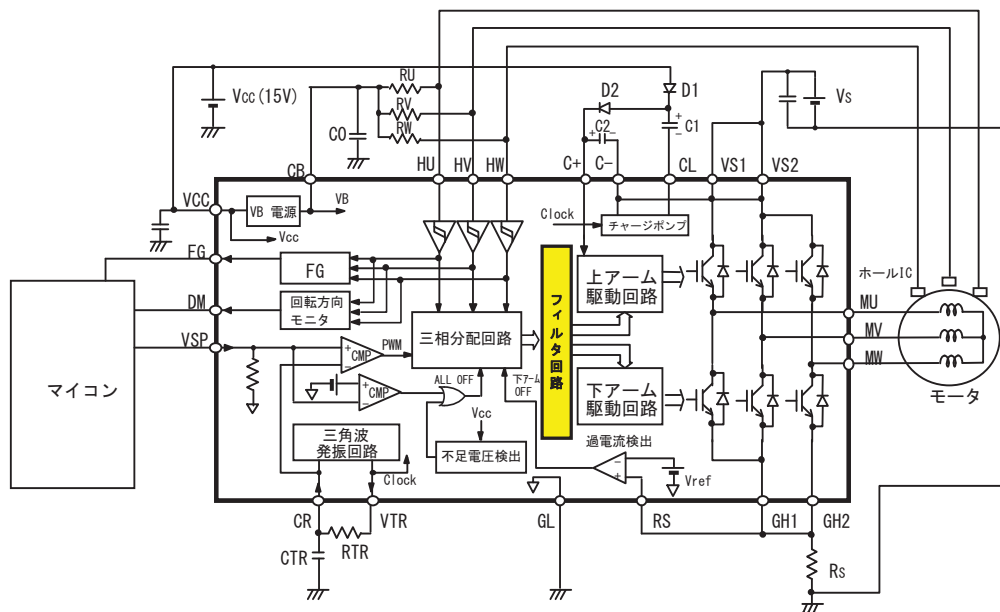 VCC(15V)
RU
RV
RW
C0
D2
D1
C2
+
-
+
-
C1
VS
CB
HU
HV
HW
C+
C-
CL
VS1
VS2
VCC
VB 電源
VB
Vcc
Clock
チャージポンプ
FG
FG
フィルタ回路
上アーム
駆動回路
ホールIC
DM
回転方向
モニタ
三相分配回路
MU
VSP
+
-
CMP
PWM
MV
MW
マイコン
+
-
CMP
ALL OFF
下アーム
OFF
下アーム
駆動回路
モータ
Vcc
三角波
発振回路
Clock
不足電圧検出
過電流検出
-
+
Vref
CR
VTR
GL
RS
GH1
GH2
CTR
RTR
RS